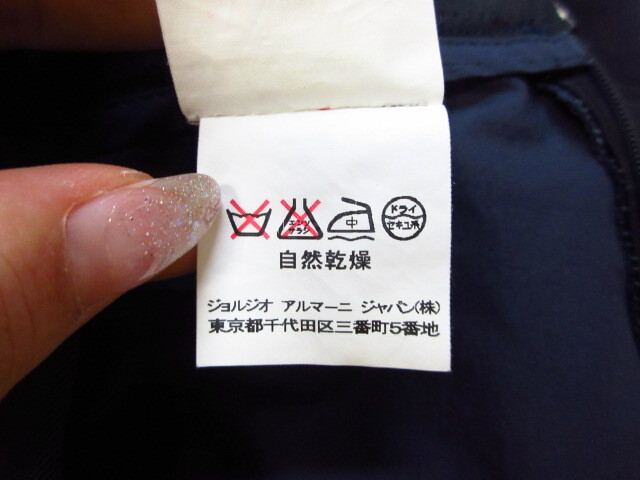 エンソ サラシ 中 ドライ セキユ系
自然乾燥
ジョルジオ アルマーニ ジャパン(株)
東京都千代田区三番町5番地